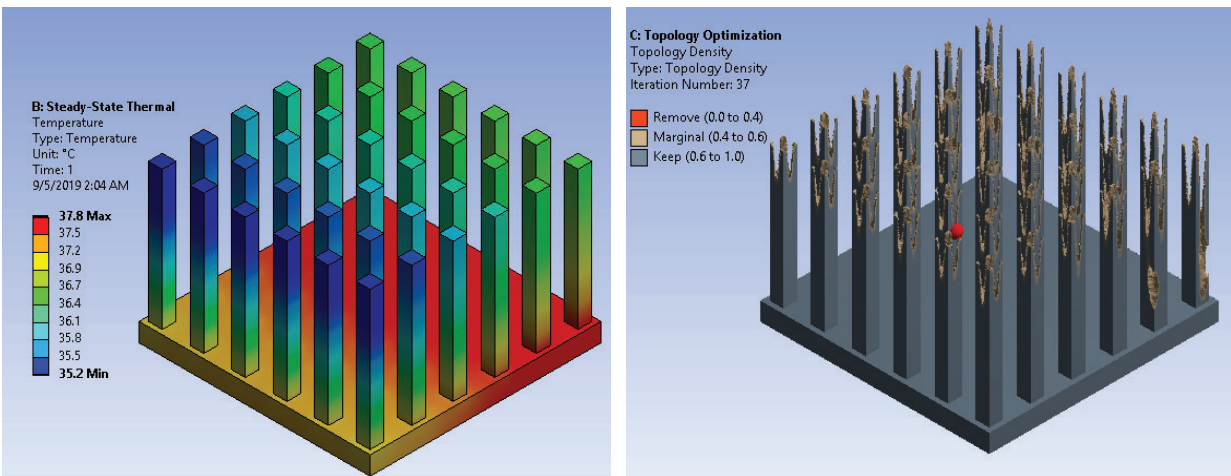 B: Steady-State Thermal
Temperature
Type: Temperature
Unit: °C
Time: 1
9/5/2019 2:04 AM
37.8 Max
37.5
37.2
36.9
36.7
36.4
36.1
35.8
35.5
35.2 Min
C: Topology Optimization
Topology Density
Type: Topology Density
Iteration Number: 37
Remove (0.0 to 0.4)
Marginal (0.4 to 0.6)
Keep (0.6 to 1.0)